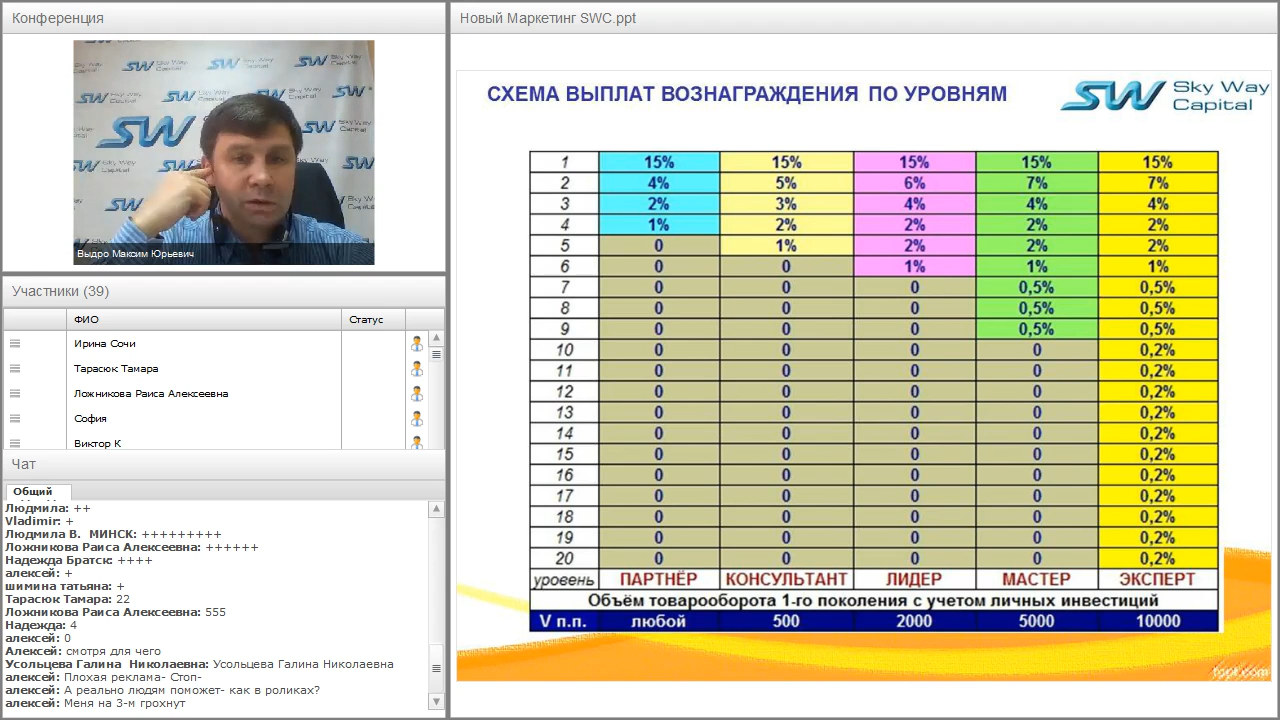 Конференция
SW Sky Way Capital
Выдро Максим Юрьевич
Участники (39)
ФИО Статус
Ирина Сочи
Тарасюк Тамара
Ложникова Раиса Алексеевна
София
Виктор К
Чат
Общий
Людмила: ++
Vladimir: +
Людмила В. МИНСК: +++++++++
Ложникова Раиса Алексеевна: ++++++
Надежда Братск: ++++
алексей: +
шимина татьяна: +
Тарасюк Тамара: 22
Ложникова Раиса Алексеевна: 555
Надежда: 4
алексей: 0
Алексей: смотря для чего
Усольцева Галина Николаевна: Усольцева Галина Николаевна
алексей: Плохая реклама- Стоп-
алексей: А реально людям поможет- как в роликах?
алексей: Меня на 3-м грохнут
Новый Маркетинг SWC.ppt
СХЕМА ВЫПЛАТ ВОЗНАГРАЖДЕНИЯ ПО УРОВНЯМ
SW Sky Way
Capital
1 15% 15% 15% 15% 15%
2 4% 5% 6% 7% 7%
3 2% 3% 4% 4% 4%
4 1% 2% 2% 2% 2%
5 0 1% 2% 2% 2%
6 0 0 1% 1% 1%
7 0 0 0 0,5% 0,5%
8 0 0 0 0,5% 0,5%
9 0 0 0 0,5% 0,5%
10 0 0 0 0 0,2%
11 0 0 0 0 0,2%
12 0 0 0 0 0,2%
13 0 0 0 0 0,2%
14 0 0 0 0 0,2%
15 0 0 0 0 0,2%
16 0 0 0 0 0,2%
17 0 0 0 0 0,2%
18 0 0 0 0 0,2%
19 0 0 0 0 0,2%
20 0 0 0 0 0,2%
уровень ПАРТНЁР КОНСУЛЬТАНТ ЛИДЕР МАСТЕР ЭКСПЕРТ
Объём товарооборота 1-го поколения с учетом личных инвестиций
V п.п. любой 500 2000 5000 10000